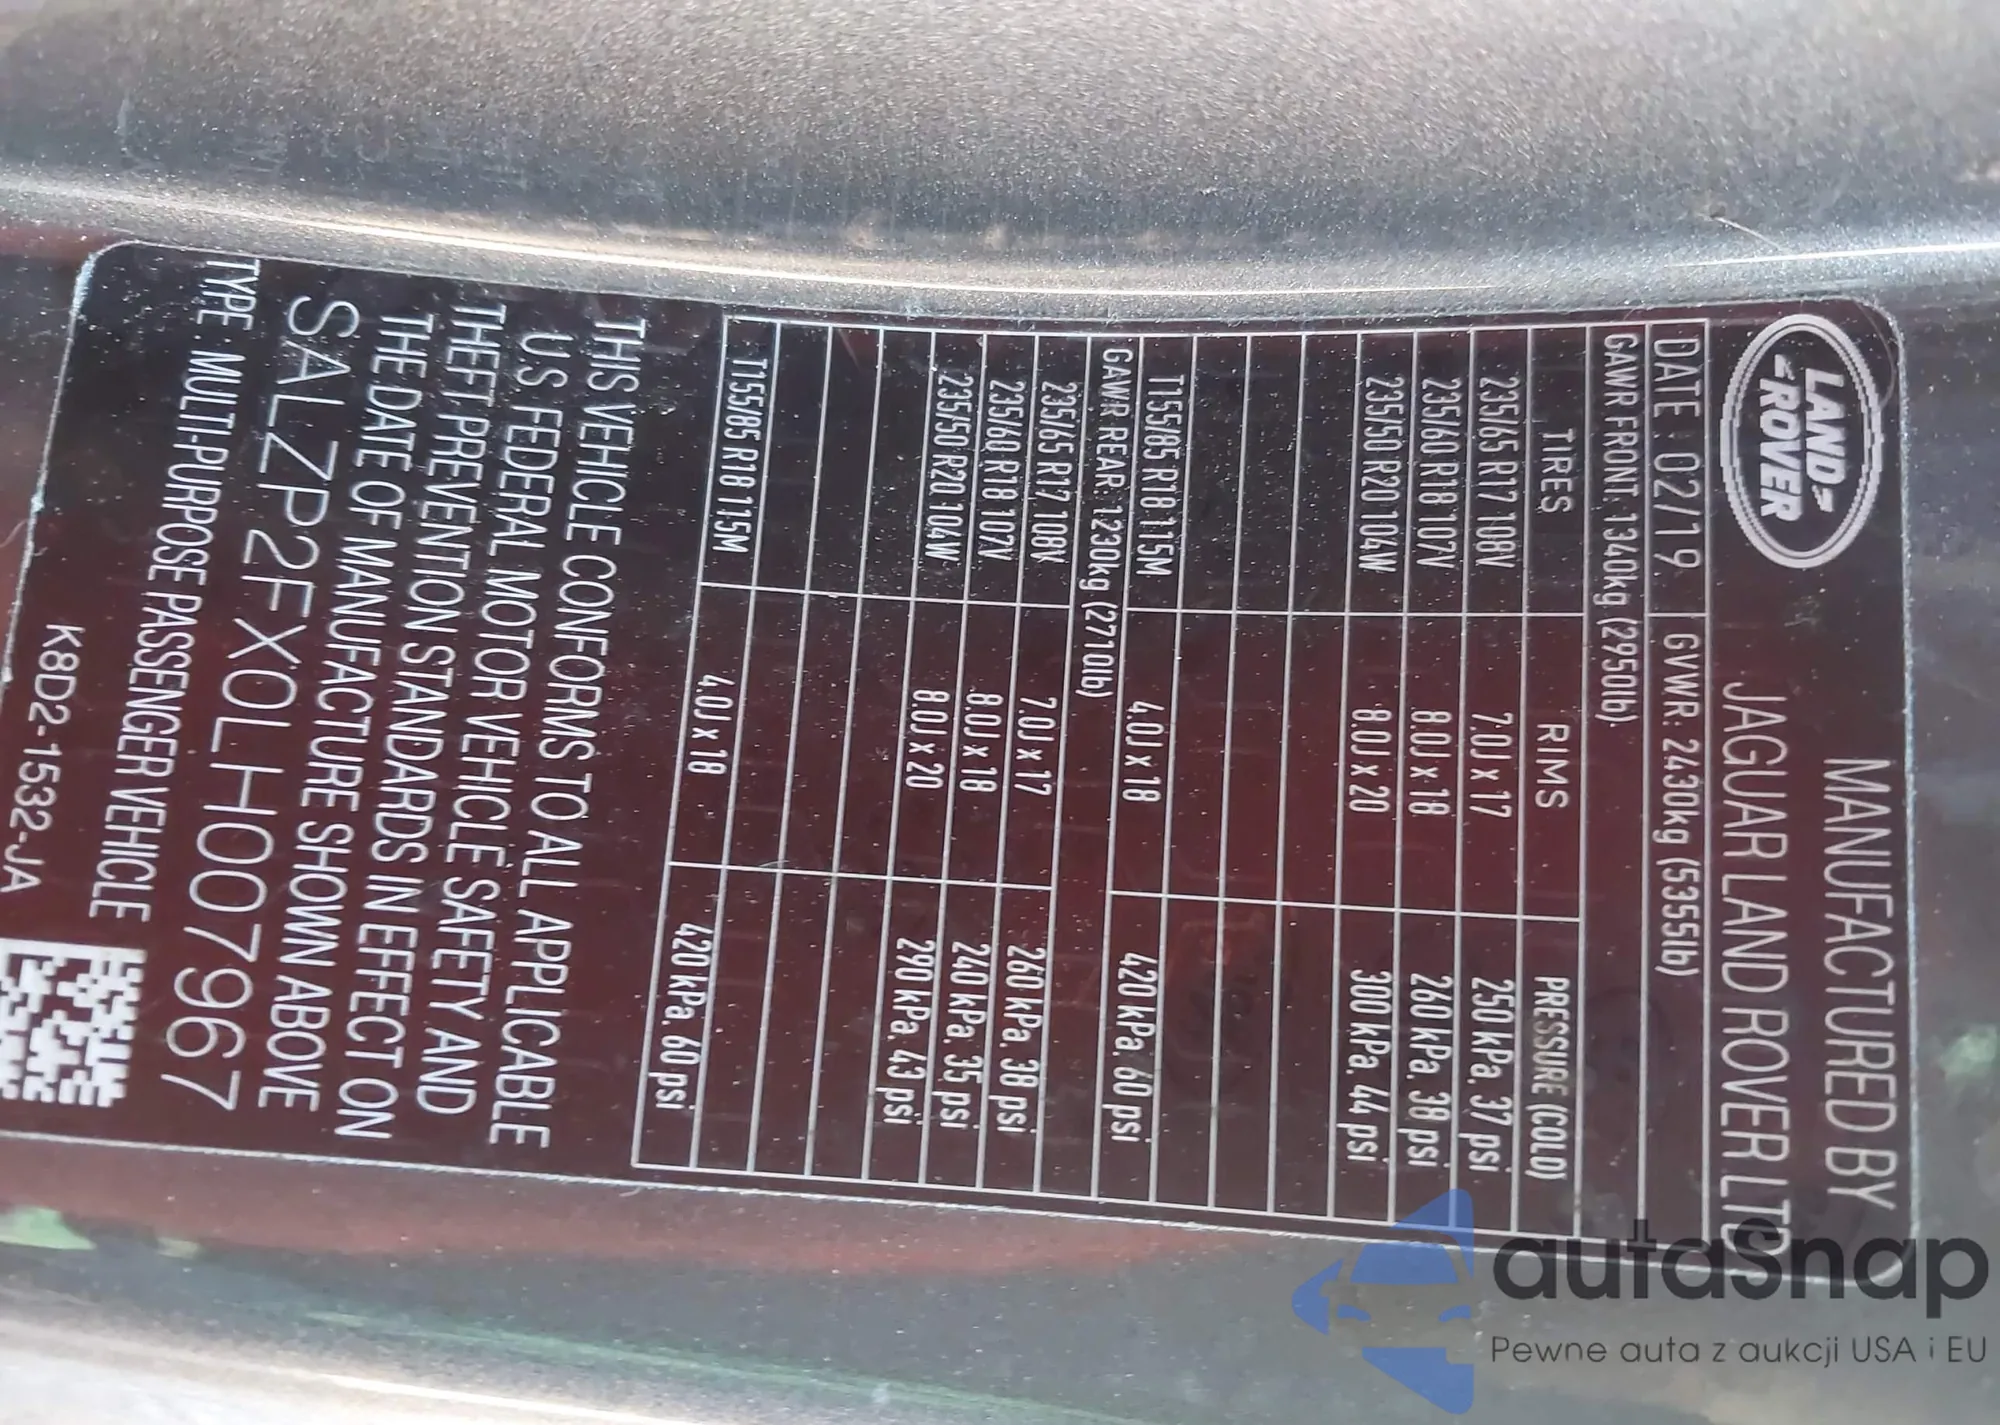 LAND ROVER
MANUFACTURED BY
JAGUAR LAND ROVER LTD
DATE : 02/19 GVWR: 2430kg (5355lb)
GAWR FRONT: 1340kg (2950lb)
TIRES RIMS PRESSURE (COLD)
235/65 R17 108V 7.0J x 17 250 kPa, 37 psi
235/60 R18 107V 8.0J x 18 260 kPa, 38 psi
235/50 R20 104W 8.0J x 20 300 kPa, 44 psi
T155/85 R18 115M 4.0J x 18 420 kPa, 60 psi
GAWR REAR: 1230kg (2710lb)
235/65 R17 108V 7.0J x 17 260 kPa, 38 psi
235/60 R18 107V 8.0J x 18 240 kPa, 35 psi
235/50 R20 104W 8.0J x 20 290 kPa, 43 psi
T155/85 R18 115M 4.0J x 18 420 kPa, 60 psi
THIS VEHICLE CONFORMS TO ALL APPLICABLE
US FEDERAL MOTOR VEHICLE SAFETY AND
THEFT PREVENTION STANDARDS IN EFFECT ON
THE DATE OF MANUFACTURE SHOWN ABOVE
SALZP2FX0LH007967
TYPE: MULTI-PURPOSE PASSENGER VEHICLE
K8D2-1532-JA
autasnap
Pewne auta z aukcji USA i EU